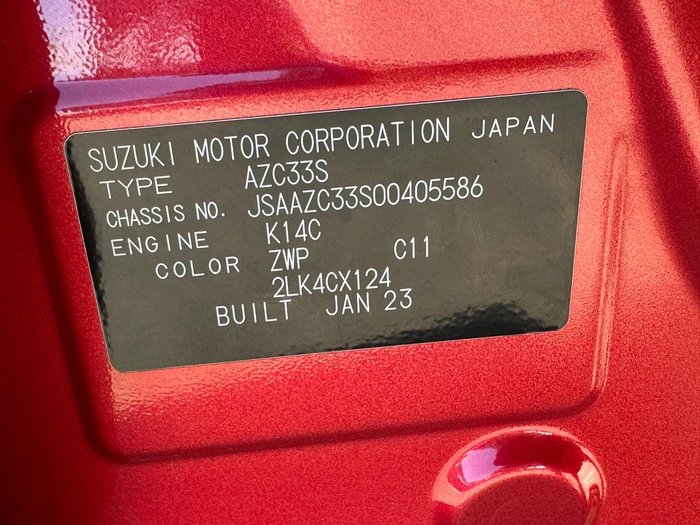 SUZUKI MOTOR CORPORATION JAPAN
TYPE AZC33S
CHASSIS NO. JSAAZC33S00405586
ENGINE K14C
COLOR ZWP C11
2LK4CX124
BUILT JAN 23